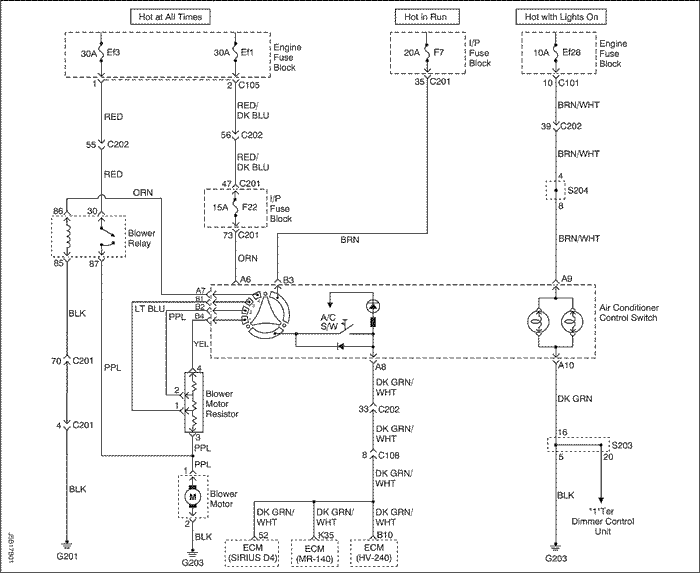 Hot at All Times
Hot in Run
Hot with Lights On
30A Ef3
30A Ef1
Engine
Fuse
Block
20A F7
I/P
Fuse
Block
10A Ef28
Engine
Fuse
Block
1
2 C105
35 C201
10 C101
RED
RED/
DK BLU
BRN/WHT
55 C202
56 C202
39 C202
RED
RED/
DK BLU
BRN/WHT
ORN
47 C201
4
S204
8
86
30
15A F22
I/P
Fuse
Block
Blower
Relay
73 C201
BRN
BRN/WHT
85
87
ORN
A6
B3
A9
A7
B1
B2
B4
BLK
LT BLU
PPL
A/C
S/W
Air Conditioner
Control Switch
YEL
70 C201
PPL
A8
A10
4
DK GRN/
WHT
DK GRN
2
1
Blower
Motor
Resistor
33 C202
4 C201
3
DK GRN/
WHT
16
S203
PPL
8 C108
5
20
PPL
1
DK GRN/
WHT
BLK
M
Blower
Motor
BLK
2
DK GRN/
WHT
DK GRN/
WHT
DK GRN/
WHT
"1"Ter
Dimmer Control
Unit
BLK
52
K35
B10
G201
G203
ECM
(SIRIUS D4)
ECM
(MR-140)
ECM
(HV-240)
G203